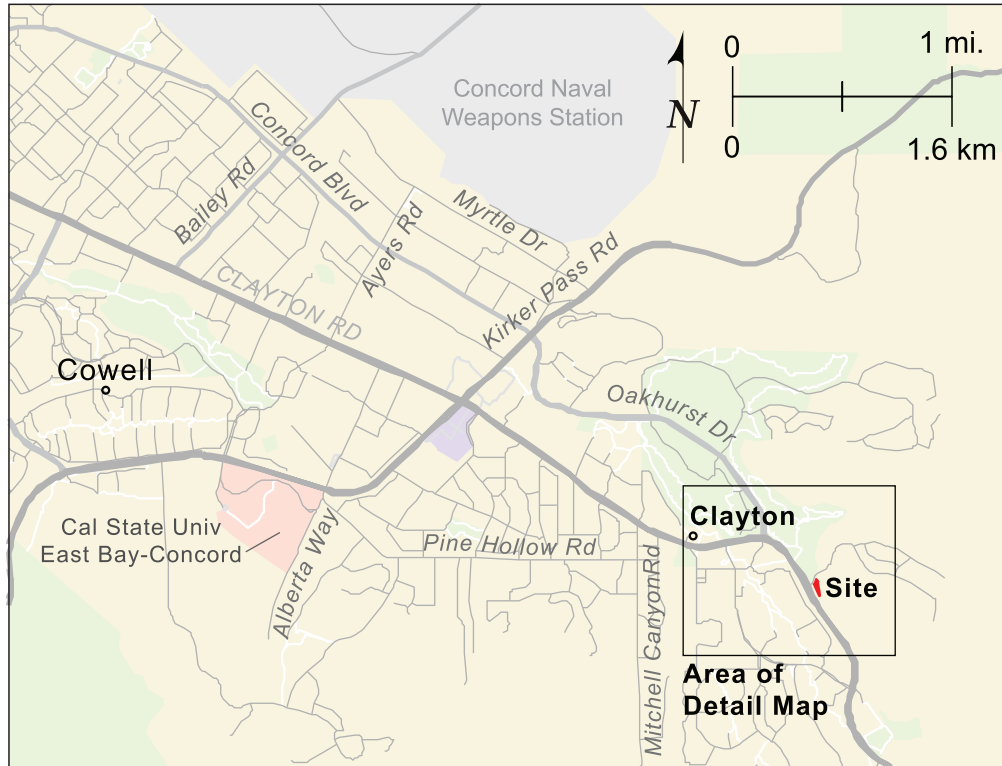 0
1 mi.
N
0
1.6 km
Concord Naval
Weapons Station
Concord Blvd
Bailey Rd
Myrtle Dr
Ayers Rd
Kirker Pass Rd
CLAYTON RD
Cowell
Oakhurst Dr
Clayton
Cal State Univ
East Bay-Concord
Pine Hollow Rd
Alberta Way
Mitchell CanyonRd
Site
Area of
Detail Map